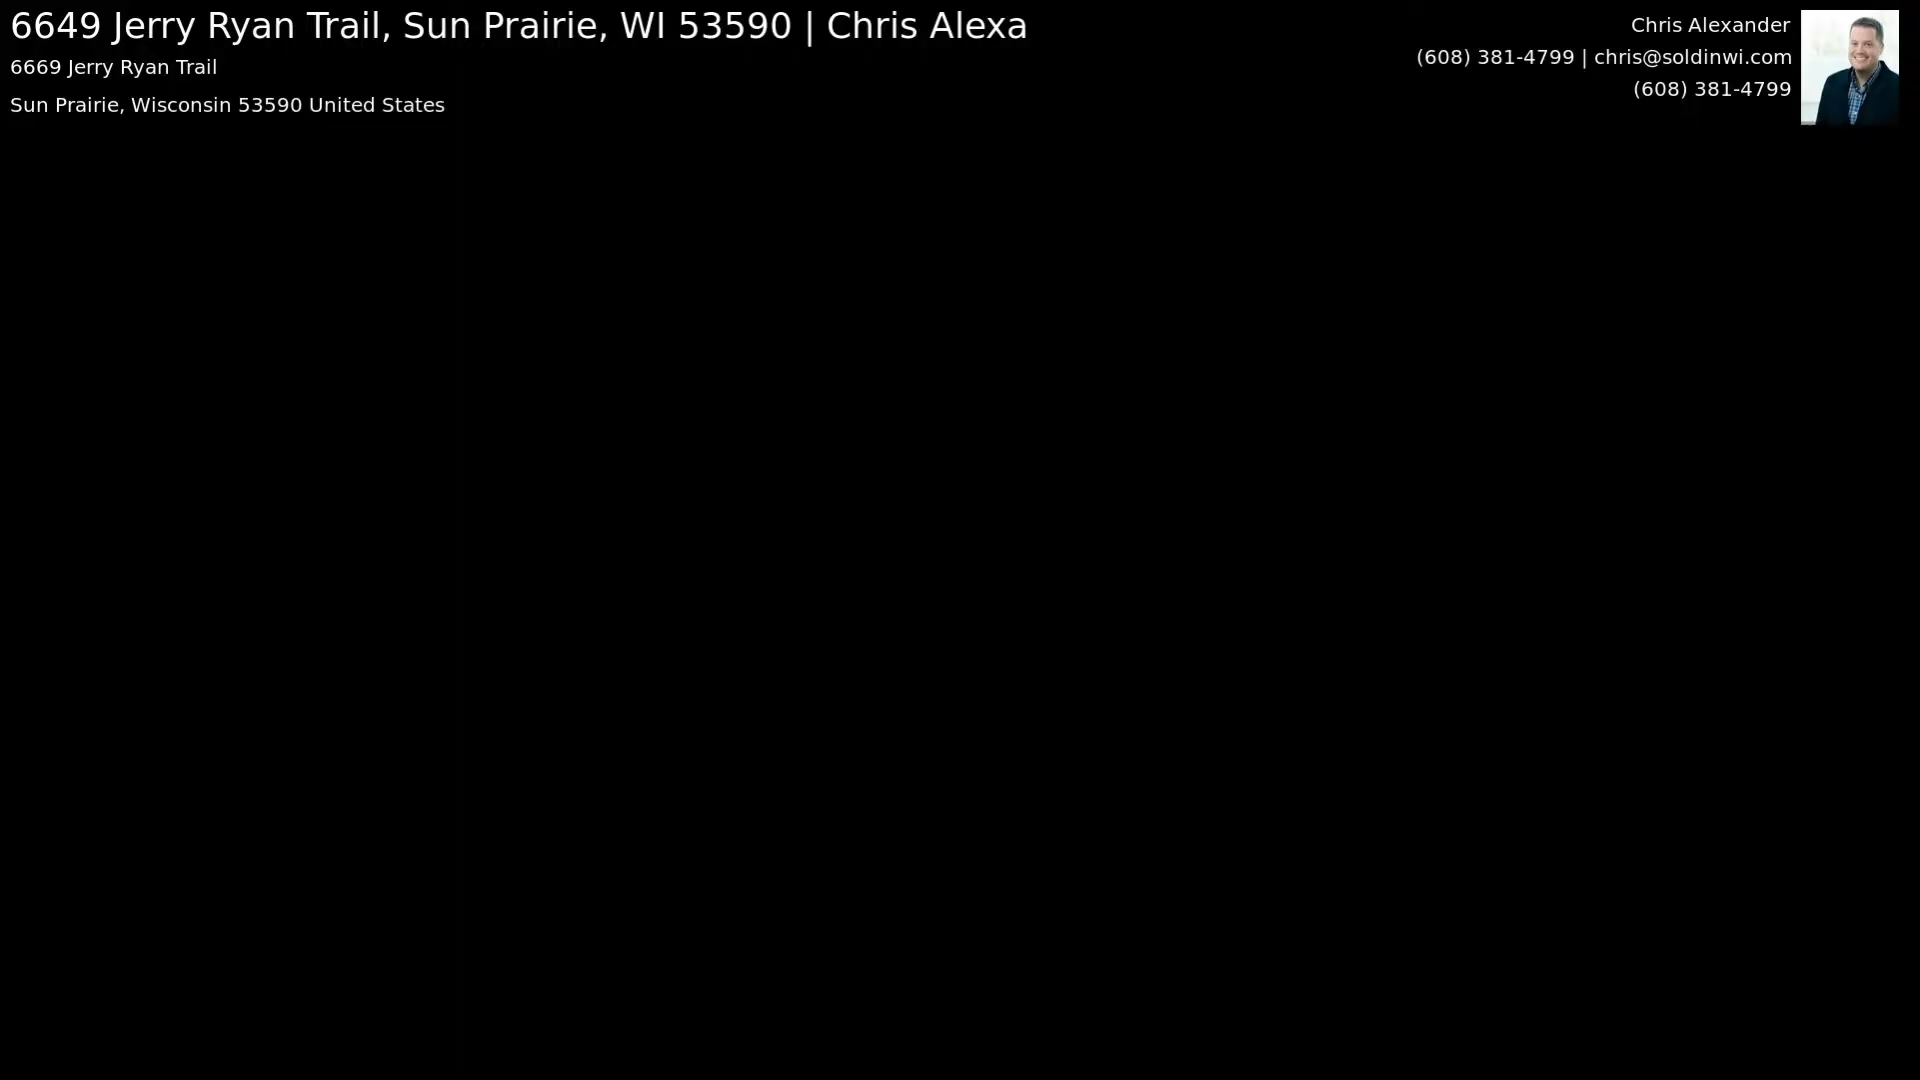 6649 Jerry Ryan Trail, Sun Prairie, WI 53590 | Chris Alexa
6669 Jerry Ryan Trail
Sun Prairie, Wisconsin 53590 United States
Chris Alexander
(608) 381-4799 | chris@soldinwi.com
(608) 381-4799